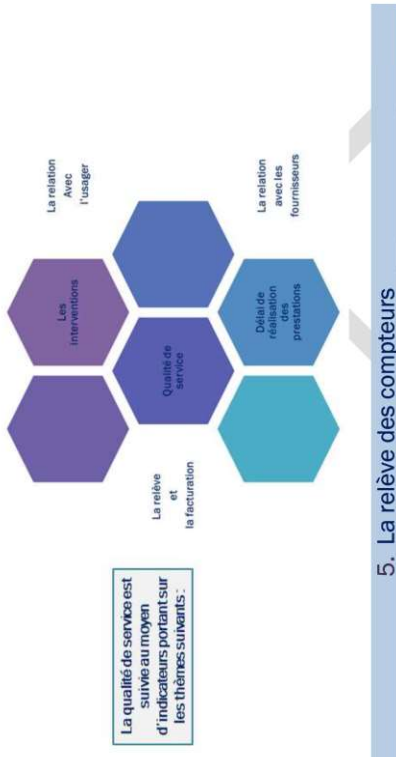 La qualité de service est
suivie au moyen
d'indicateurs portant sur
les thèmes suivants :
La relève
et
la facturation
Les
interventions
Qualité de
service
Délai de
réalisation
des
prestations
La relation
Avec
l'usager
La relation
avec les
fournisseurs
5. La relève des compteurs